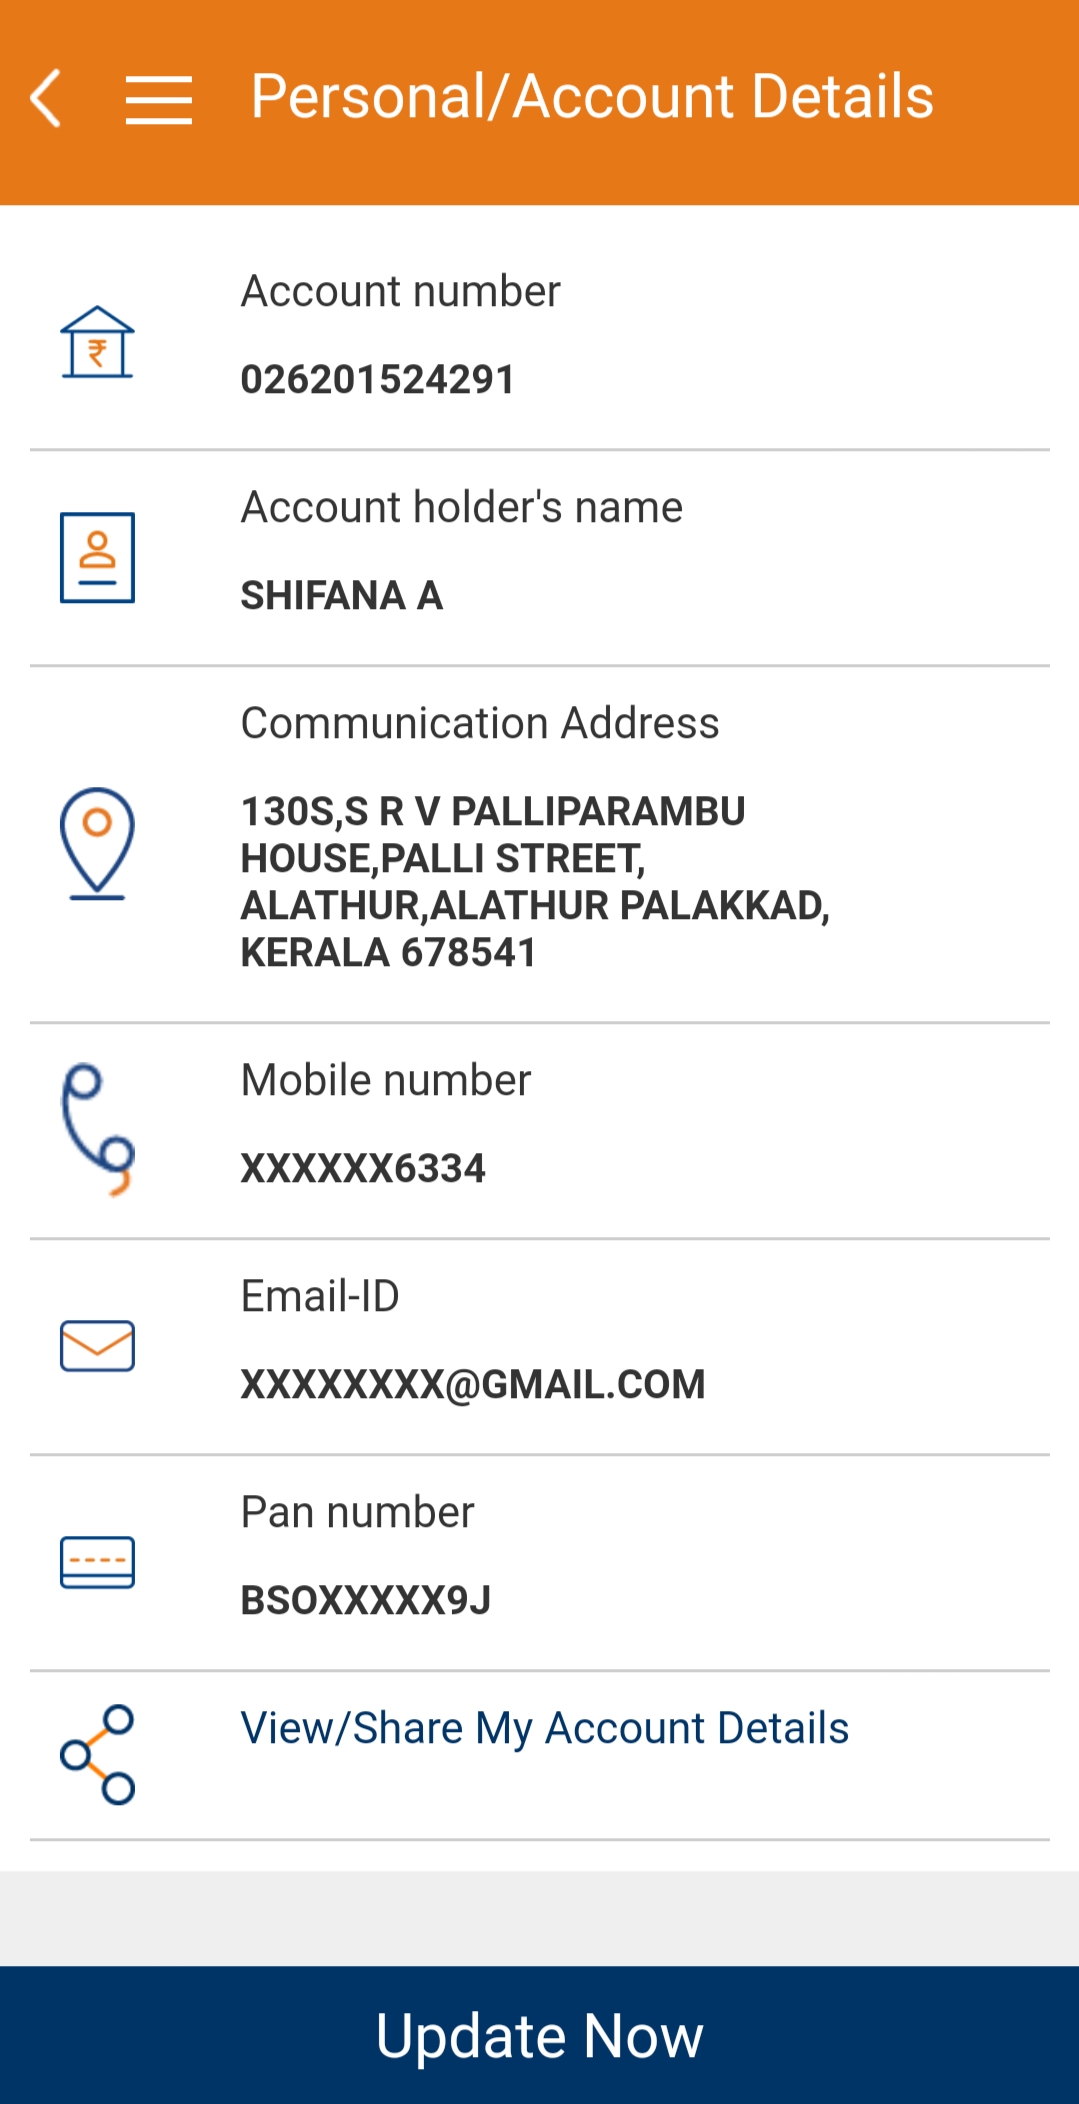 Personal/Account Details
Account number
026201524291
Account holder's name
SHIFANA A
Communication Address
130S,S R V PALLIPARAMBU
HOUSE,PALLI STREET,
ALATHUR,ALATHUR PALAKKAD,
KERALA 678541
Mobile number
XXXXXX6334
Email-ID
XXXXXXXX@GMAIL.COM
Pan number
BSOXXXXX9J
View/Share My Account Details
Update Now